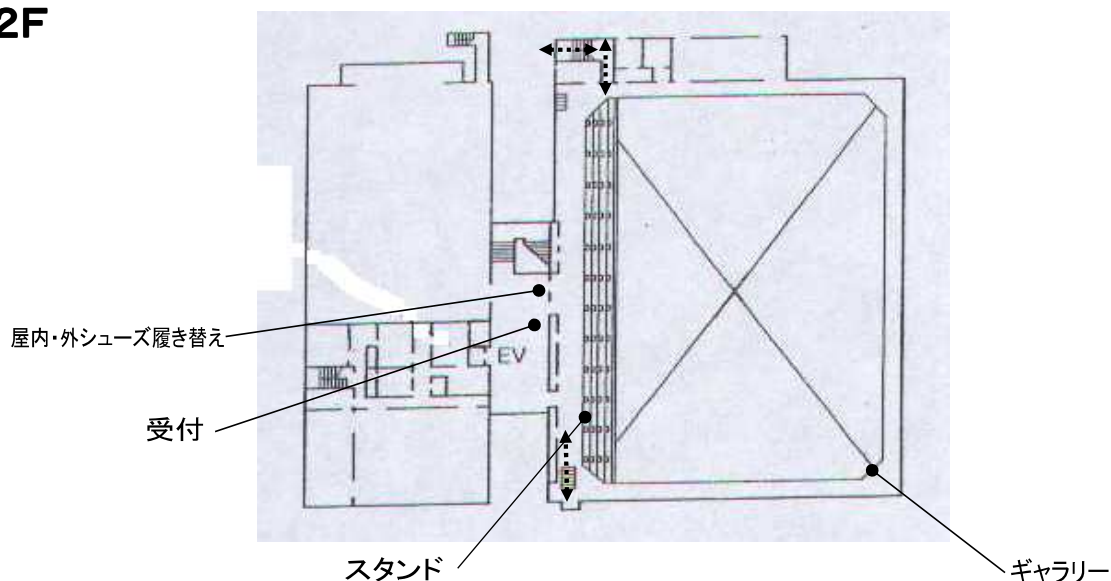 2F
屋内・外シューズ履き替え
EV
受付
スタンド
ギャラリー